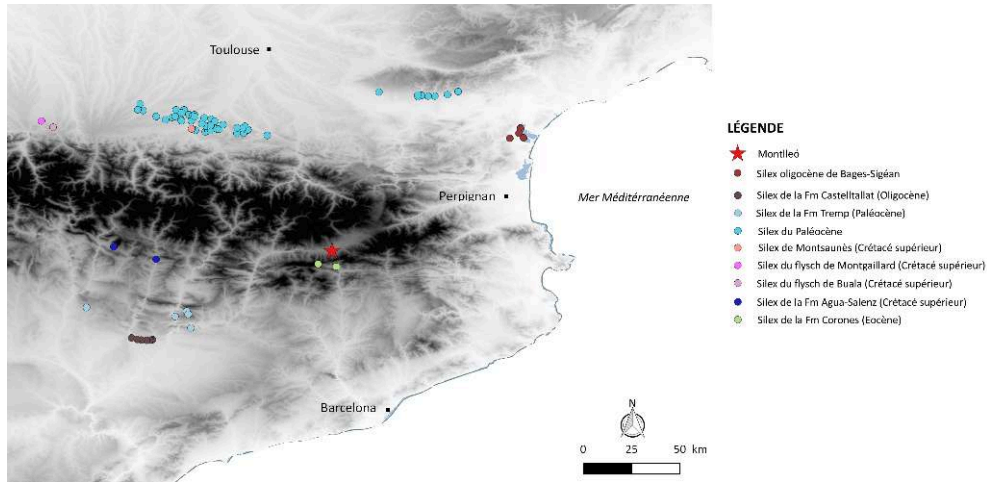 Toulouse
Perpignan
Mer Méditérranéenne
Barcelona
LÉGENDE
Montlleó
Silex oligocène de Bages-Sigéan
Silex de la Fm Castelltallat (Oligocène)
Silex de la Fm Tremp (Paléocène)
Silex du Paléocène
Silex de Montsaunès (Crétacé supérieur)
Silex du flysch de Montgaillard (Crétacé supérieur)
Silex du flysch de Buala (Crétacé supérieur)
Silex de la Fm Agua-Salenz (Crétacé supérieur)
Silex de la Fm Corones (Eocène)
N
0 25 50 km